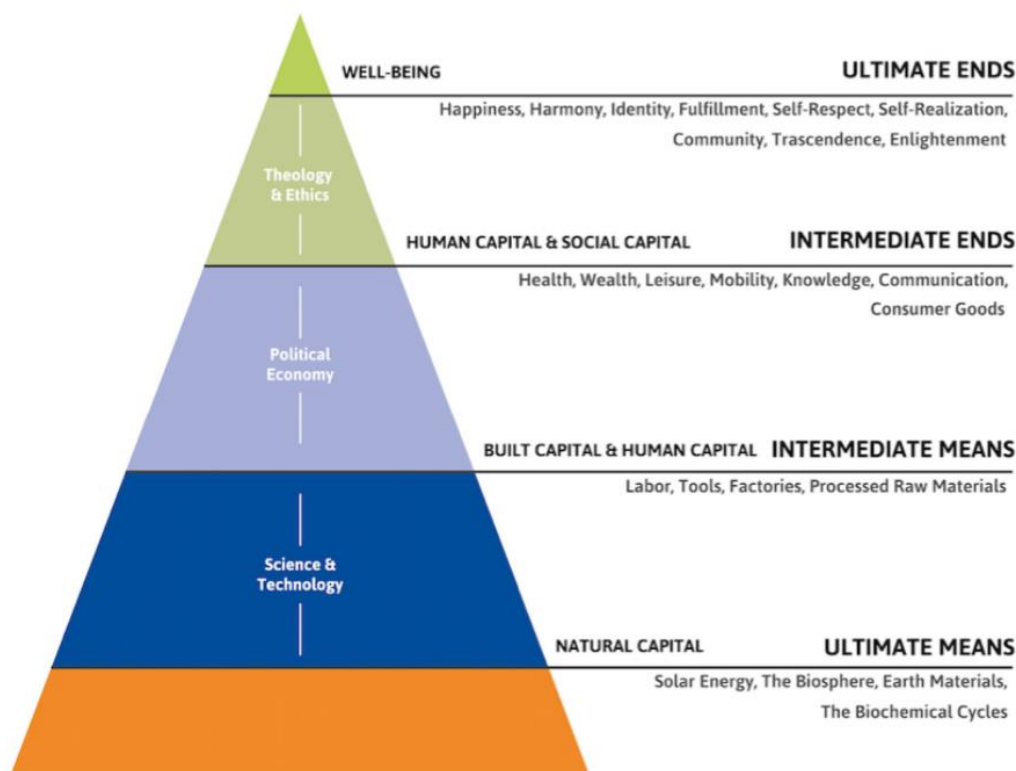 WELL-BEING
ULTIMATE ENDS
Happiness, Harmony, Identity, Fulfillment, Self-Respect, Self-Realization,
Community, Trascendence, Enlightenment
Theology
& Ethics
HUMAN CAPITAL & SOCIAL CAPITAL
INTERMEDIATE ENDS
Health, Wealth, Leisure, Mobility, Knowledge, Communication,
Consumer Goods
Political
Economy
BUILT CAPITAL & HUMAN CAPITAL
INTERMEDIATE MEANS
Labor, Tools, Factories, Processed Raw Materials
Science &
Technology
NATURAL CAPITAL
ULTIMATE MEANS
Solar Energy, The Biosphere, Earth Materials,
The Biochemical Cycles